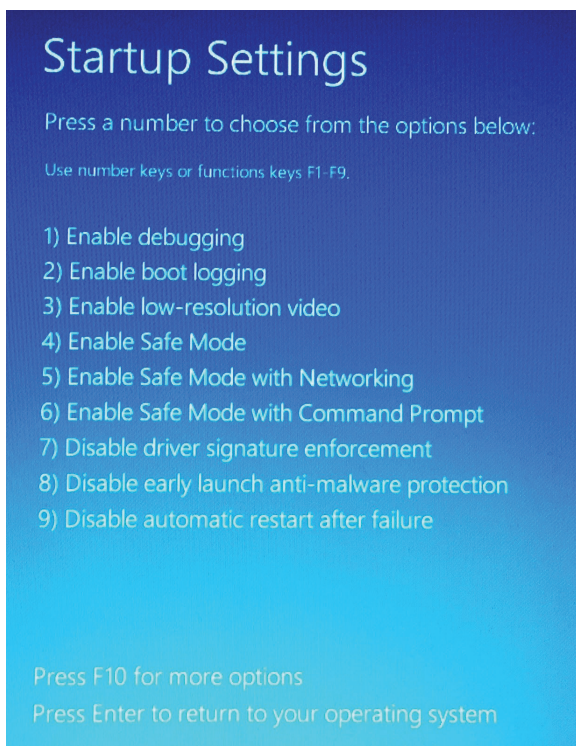 Startup Settings
Press a number to choose from the options below:
Use number keys or functions keys F1-F9.
1) Enable debugging
2) Enable boot logging
3) Enable low-resolution video
4) Enable Safe Mode
5) Enable Safe Mode with Networking
6) Enable Safe Mode with Command Prompt
7) Disable driver signature enforcement
8) Disable early launch anti-malware protection
9) Disable automatic restart after failure
Press F10 for more options
Press Enter to return to your operating system